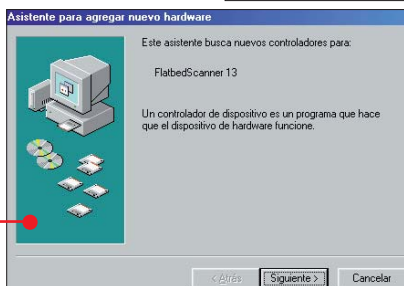 Asistente para agregar nuevo hardware
Este asistente busca nuevos controladores para:
FlatbedScanner 13
Un controlador de dispositivo es un programa que hace
que el dispositivo de hardware funcione.
< Atrás
Siguiente >
Cancelar